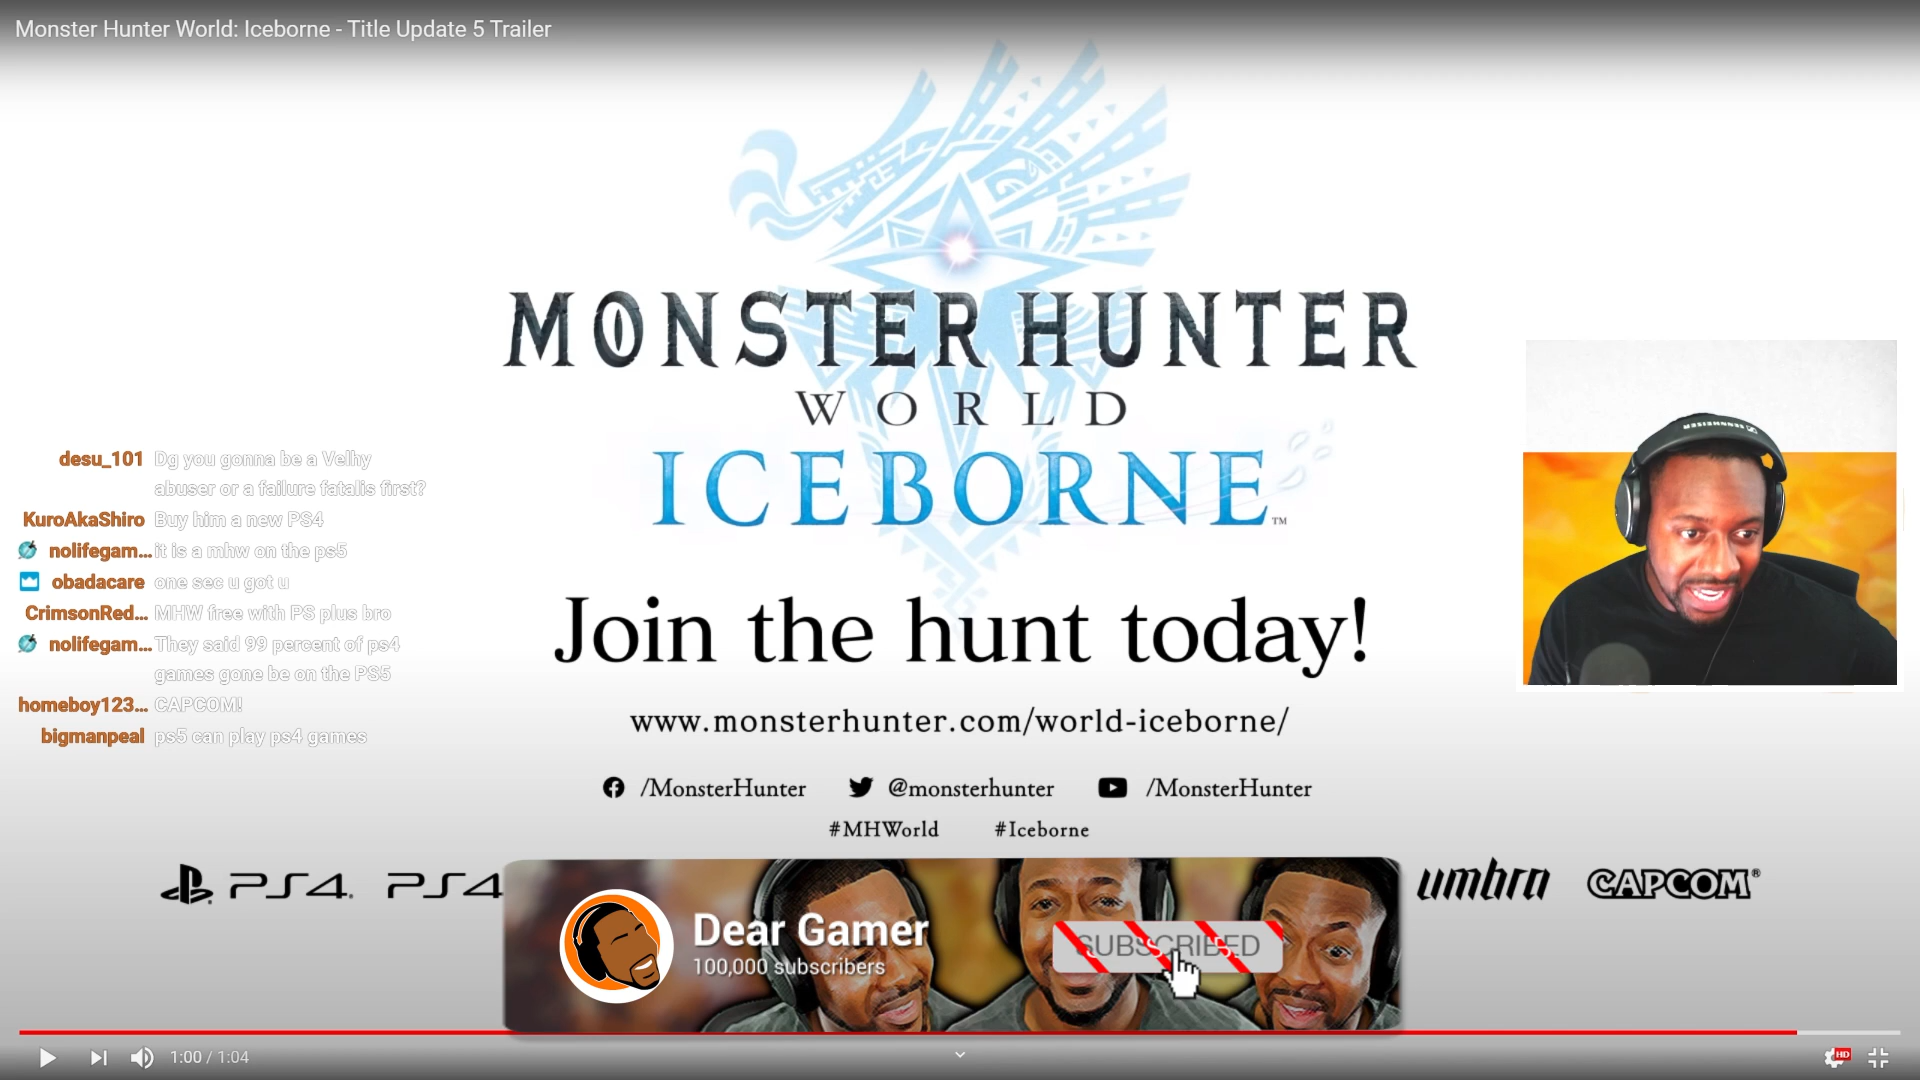 Monster Hunter World: Iceborne - Title Update 5 Trailer
MONSTER HUNTER
WORLD
ICEBORNE™
Join the hunt today!
www.monsterhunter.com/world-iceborne/
/MonsterHunter @monsterhunter /MonsterHunter
#MHWorld #Iceborne
desu_101 Dg you gonna be a Velhy
abuser or a failure fatalis first?
KuroAkaShiro Buy him a new PS4
nolifegam... it is a mhw on the ps5
obadacare one sec u got u
CrimsonRed... MHW free with PS plus bro
nolifegam... They said 99 percent of ps4
games gone be on the PS5
homeboy123... CAPCOM!
bigmanpeal ps5 can play ps4 games
SENNHEISER
PS4 PS4 umbra CAPCOM®
Dear Gamer
100,000 subscribers
SUBSCRIBED
1:00 / 1:04
HD